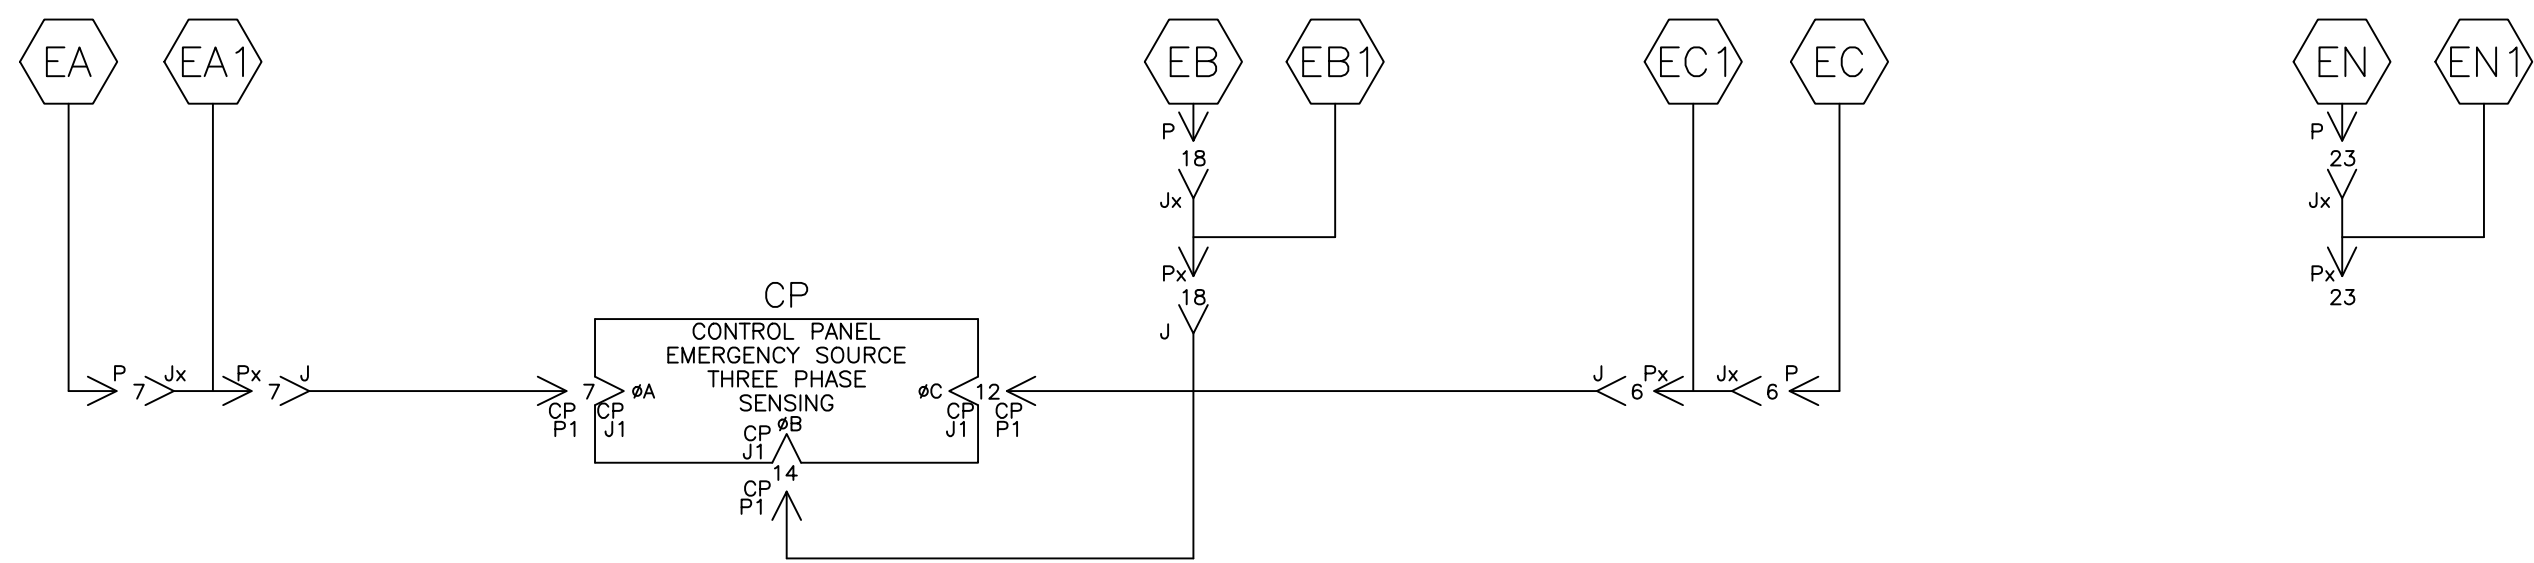 EA
EA1
EB
EB1
EC1
EC
EN
EN1
P
18
Jx
Px
18
J
P
23
Jx
Px
23
CP
CONTROL PANEL
EMERGENCY SOURCE
THREE PHASE
SENSING
P
7
Jx
Px
7
J
7
øA
CP
P1
CP
J1
øB
CP
J1
14
CP
P1
øC
12
CP
J1
CP
P1
J
6
Px
Jx
6
P